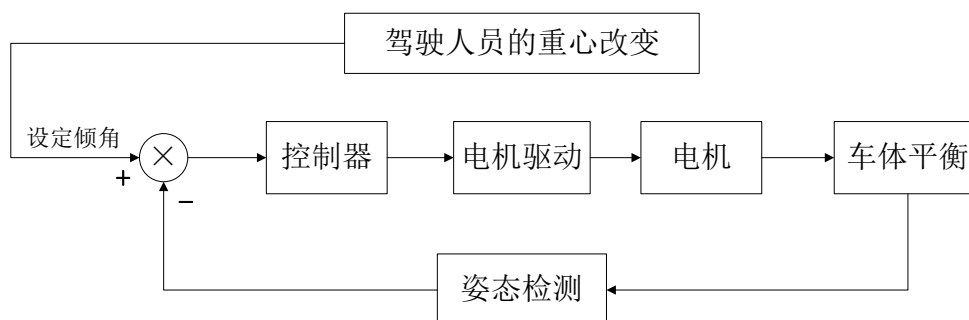 驾驶人员的重心改变
设定倾角
+
−
控制器
电机驱动
电机
车体平衡
姿态检测